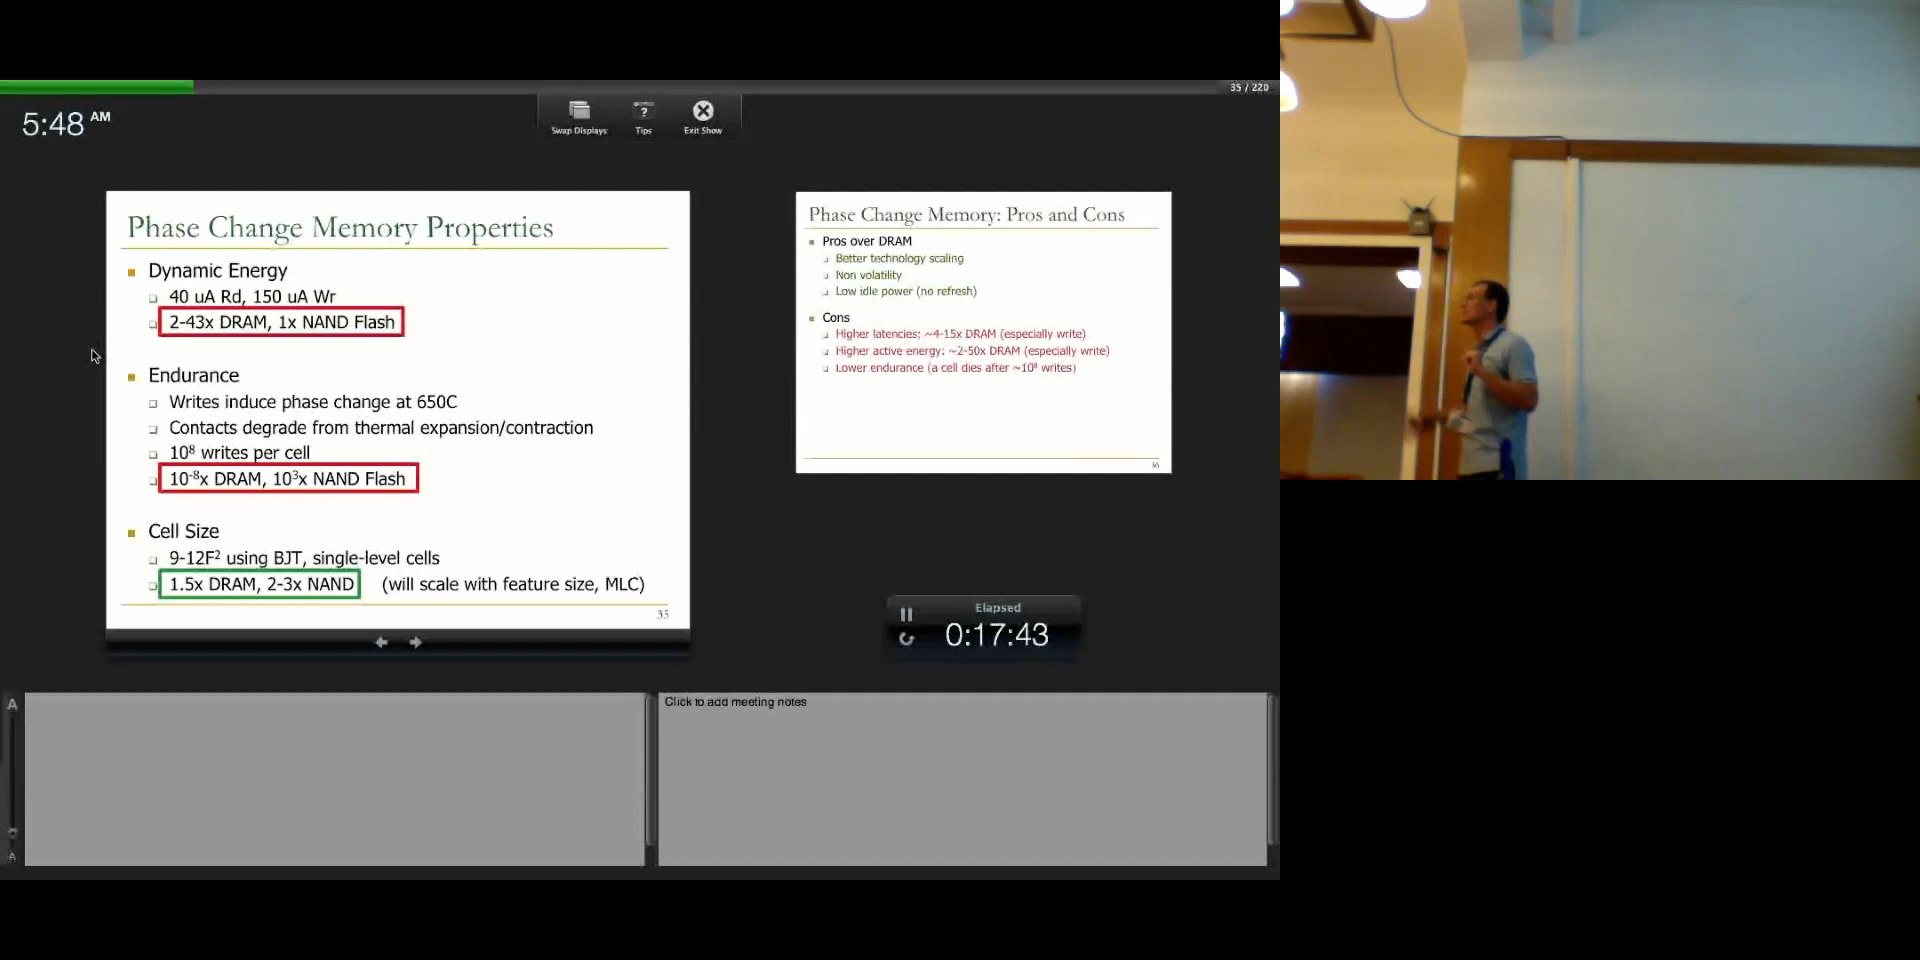 35 / 220
5:48 AM
Swap Displays
?
Tips
Exit Show
Phase Change Memory Properties
Dynamic Energy
40 uA Rd, 150 uA Wr
2-43x DRAM, 1x NAND Flash
Endurance
Writes induce phase change at 650C
Contacts degrade from thermal expansion/contraction
10⁸ writes per cell
10⁻⁸x DRAM, 10³x NAND Flash
Cell Size
9-12F² using BJT, single-level cells
1.5x DRAM, 2-3x NAND (will scale with feature size, MLC)
35
Phase Change Memory: Pros and Cons
Pros over DRAM
Better technology scaling
Non volatility
Low idle power (no refresh)
Cons
Higher latencies: ~4-15x DRAM (especially write)
Higher active energy: ~2-50x DRAM (especially write)
Lower endurance (a cell dies after ~10⁸ writes)
36
Elapsed
0:17:43
A
A
Click to add meeting notes